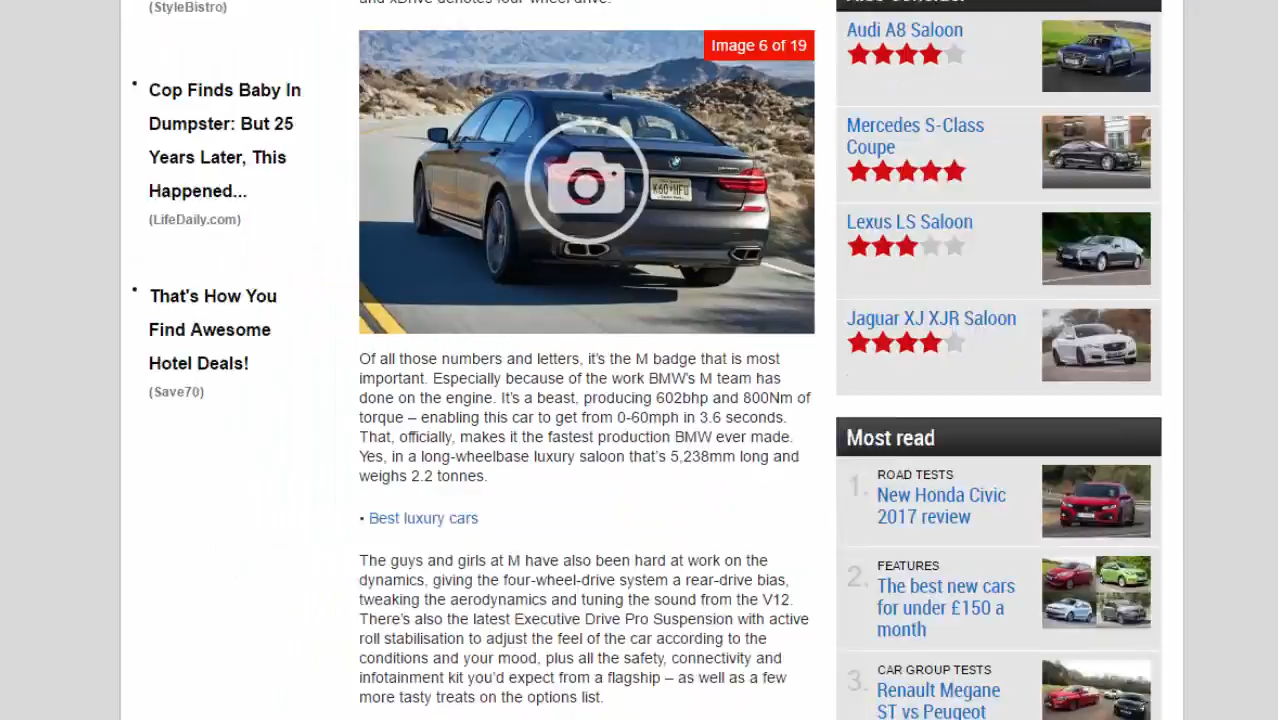 (StyleBistro)
Cop Finds Baby In
Dumpster: But 25
Years Later, This
Happened...
(LifeDaily.com)
That's How You
Find Awesome
Hotel Deals!
(Save70)
Image 6 of 19
Of all those numbers and letters, it's the M badge that is most
important. Especially because of the work BMW's M team has
done on the engine. It's a beast, producing 602bhp and 800Nm of
torque – enabling this car to get from 0-60mph in 3.6 seconds.
That, officially, makes it the fastest production BMW ever made.
Yes, in a long-wheelbase luxury saloon that's 5,238mm long and
weighs 2.2 tonnes.
• Best luxury cars
The guys and girls at M have also been hard at work on the
dynamics, giving the four-wheel-drive system a rear-drive bias,
tweaking the aerodynamics and tuning the sound from the V12.
There's also the latest Executive Drive Pro Suspension with active
roll stabilisation to adjust the feel of the car according to the
conditions and your mood, plus all the safety, connectivity and
infotainment kit you'd expect from a flagship – as well as a few
more tasty treats on the options list.
Audi A8 Saloon
Mercedes S-Class
Coupe
Lexus LS Saloon
Jaguar XJ XJR Saloon
Most read
1. ROAD TESTS
New Honda Civic
2017 review
2. FEATURES
The best new cars
for under £150 a
month
3. CAR GROUP TESTS
Renault Megane
ST vs Peugeot